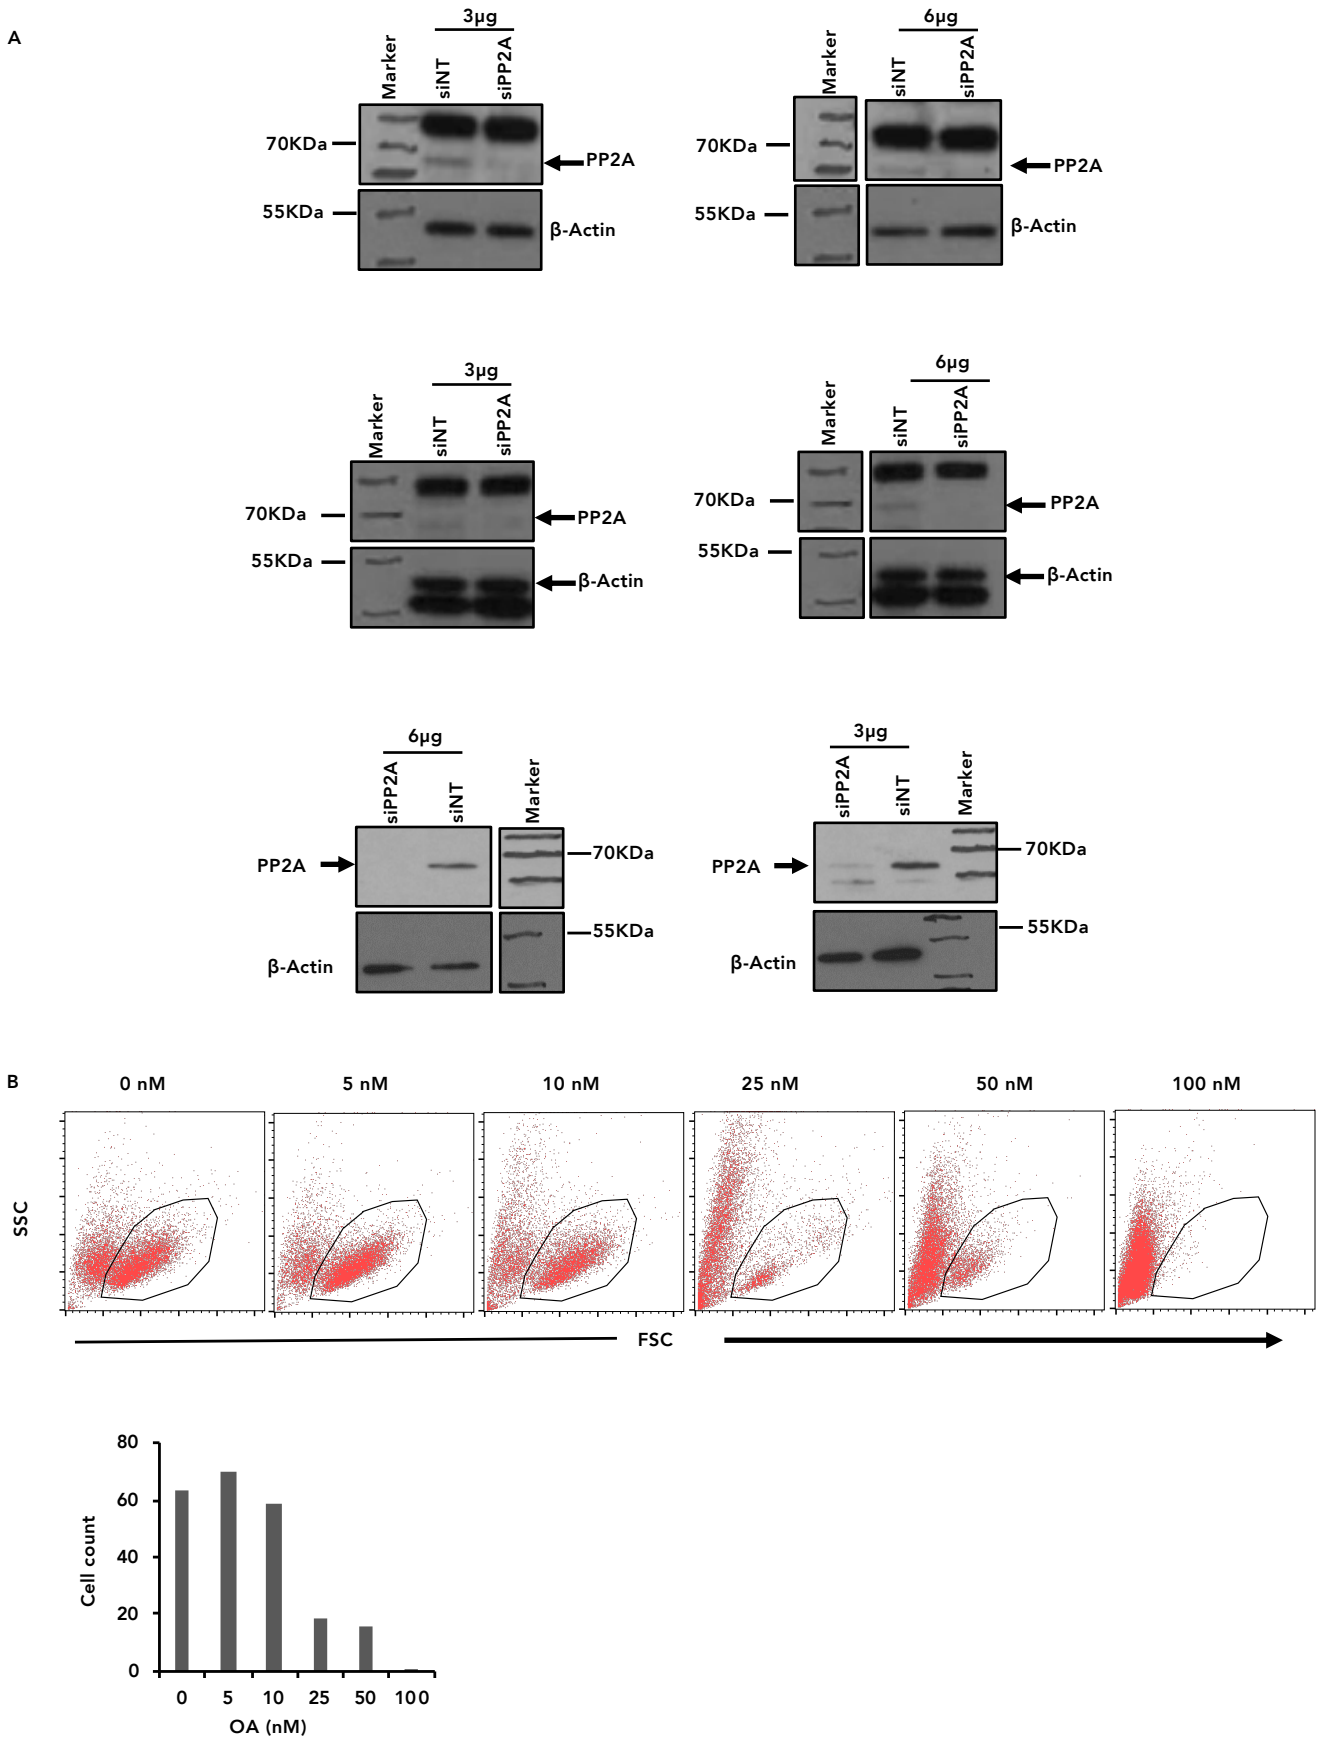 A
3µg
Marker
siNT
siPP2A
70KDa
PP2A
55KDa
β-Actin
6µg
Marker
siNT
siPP2A
70KDa
PP2A
55KDa
β-Actin
3µg
Marker
siNT
siPP2A
70KDa
PP2A
55KDa
β-Actin
6µg
Marker
siNT
siPP2A
70KDa
PP2A
55KDa
β-Actin
6µg
siPP2A
siNT
Marker
PP2A
70KDa
55KDa
β-Actin
3µg
siPP2A
siNT
Marker
PP2A
70KDa
55KDa
β-Actin
B
0 nM
5 nM
10 nM
25 nM
50 nM
100 nM
SSC
FSC
80
60
40
20
0
Cell count
0 5 10 25 50 100
OA (nM)